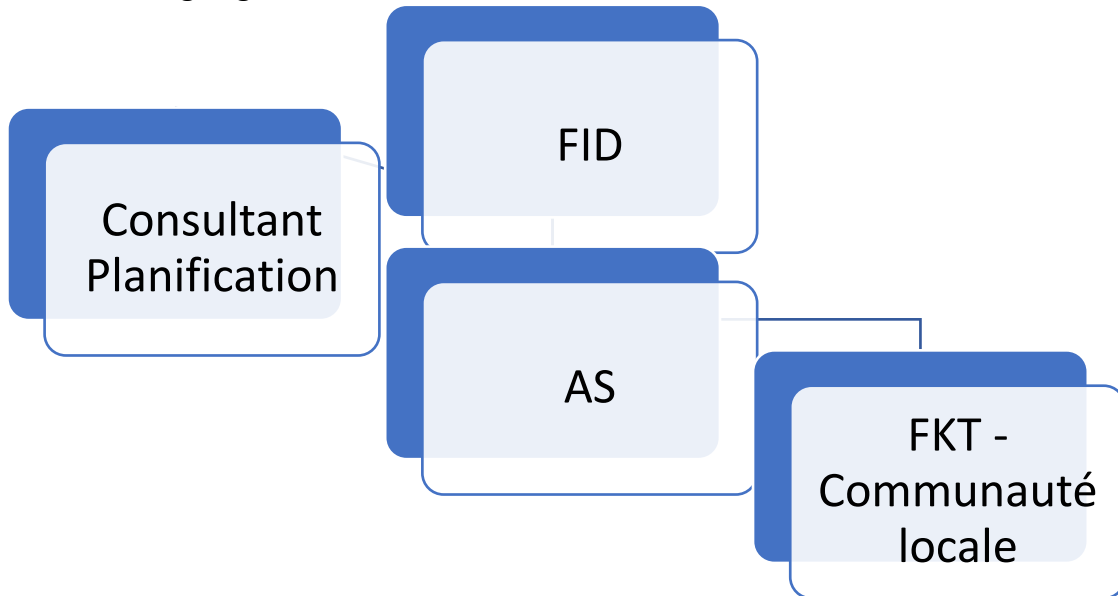 FID
Consultant
Planification
AS
FKT -
Communauté
locale